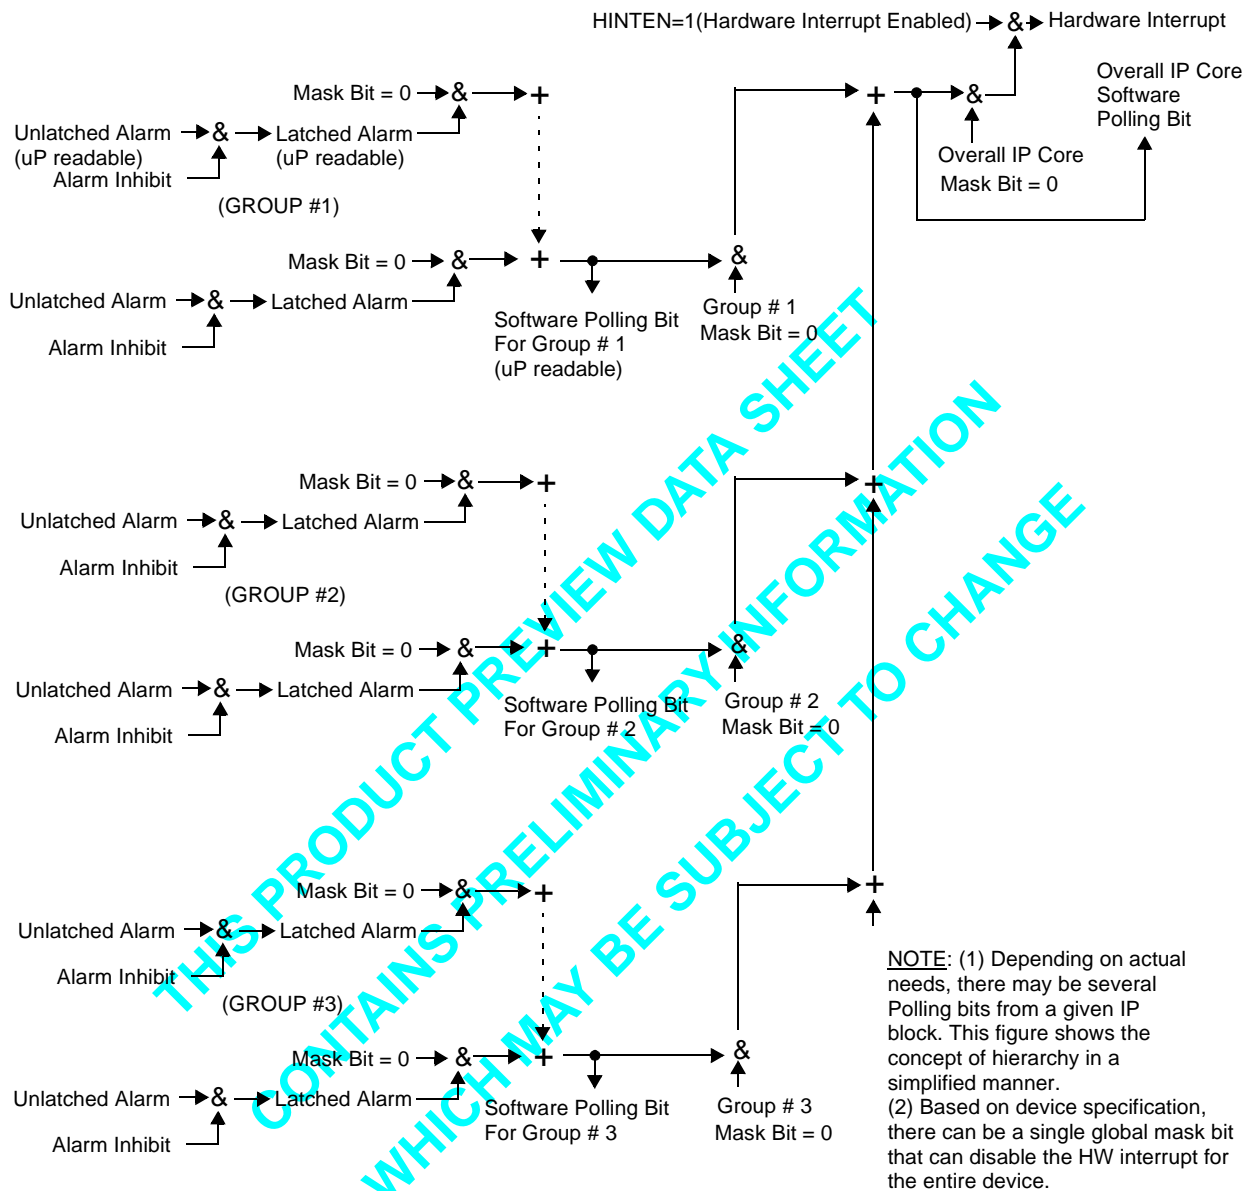 HINTEN=1(Hardware Interrupt Enabled) & Hardware Interrupt
Overall IP Core
Software
Polling Bit
Mask Bit = 0 & +
+
&
Unlatched Alarm & Latched Alarm
(uP readable) (uP readable)
Alarm Inhibit
Overall IP Core
Mask Bit = 0
(GROUP #1)
Mask Bit = 0 & + &
Unlatched Alarm & Latched Alarm
Alarm Inhibit
Software Polling Bit
For Group # 1
(uP readable)
Group # 1
Mask Bit = 0
Mask Bit = 0 & + +
Unlatched Alarm & Latched Alarm
Alarm Inhibit
(GROUP #2)
Mask Bit = 0 & + &
Unlatched Alarm & Latched Alarm
Alarm Inhibit
Software Polling Bit
For Group # 2
Group # 2
Mask Bit = 0
Mask Bit = 0 & + +
Unlatched Alarm & Latched Alarm
Alarm Inhibit
(GROUP #3)
Mask Bit = 0 & + &
Unlatched Alarm & Latched Alarm
Alarm Inhibit
Software Polling Bit
For Group # 3
Group # 3
Mask Bit = 0
NOTE: (1) Depending on actual
needs, there may be several
Polling bits from a given IP
block. This figure shows the
concept of hierarchy in a
simplified manner.
(2) Based on device specification,
there can be a single global mask bit
that can disable the HW interrupt for
the entire device.
THIS PRODUCT PREVIEW DATA SHEET
CONTAINS PRELIMINARY INFORMATION
WHICH MAY BE SUBJECT TO CHANGE